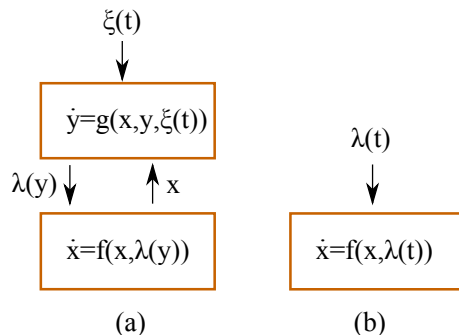 ξ(t)
ẏ=g(x,y,ξ(t))
λ(y)
x
ẋ=f(x,λ(y))
(a)
λ(t)
ẋ=f(x,λ(t))
(b)